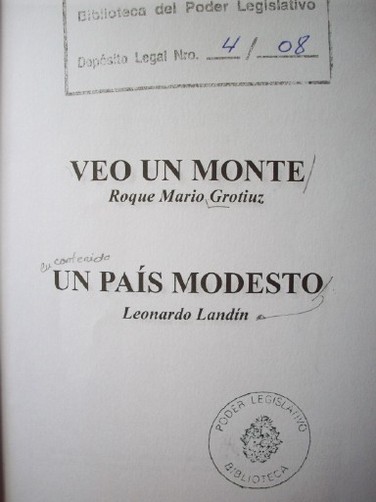 Biblioteca del Poder Legislativo
Depósito Legal Nro. 4/08
VEO UN MONTE
Roque Mario Grotiuz
en contenido
UN PAÍS MODESTO
Leonardo Landín
PODER LEGISLATIVO
BIBLIOTECA